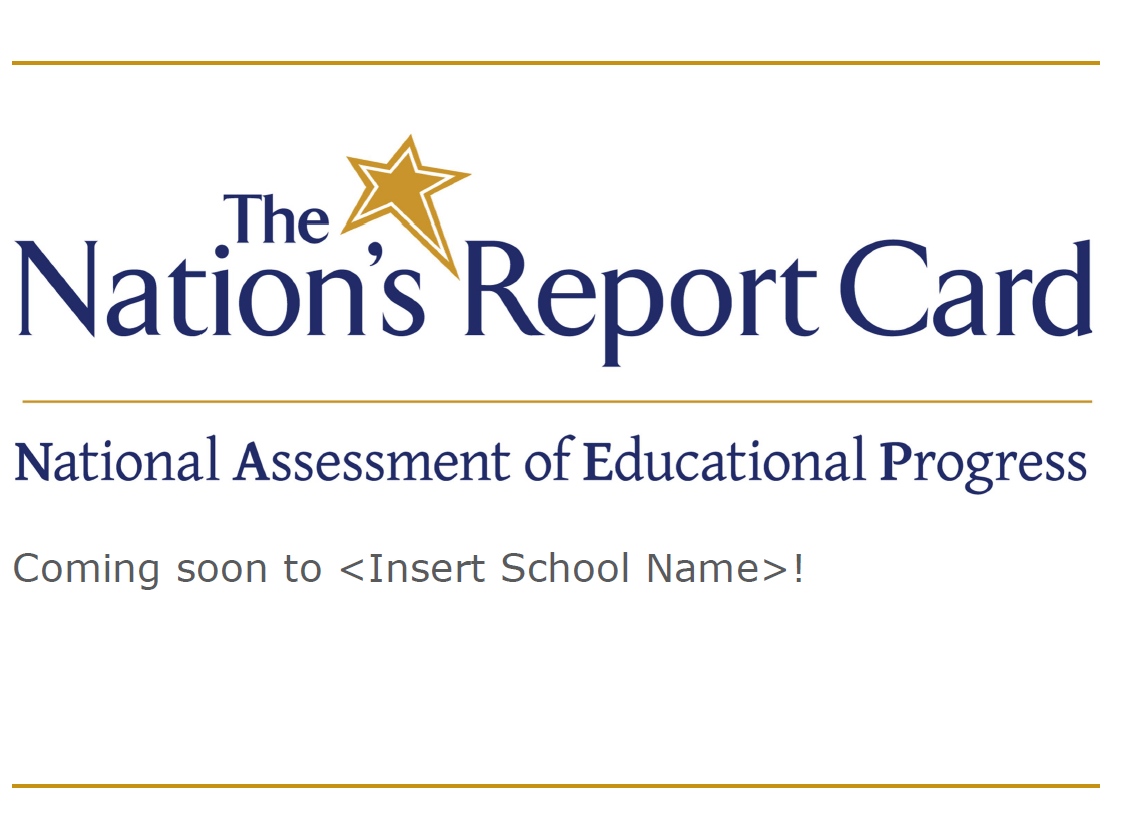 The
Nation's Report Card
National Assessment of Educational Progress
Coming soon to <Insert School Name>!